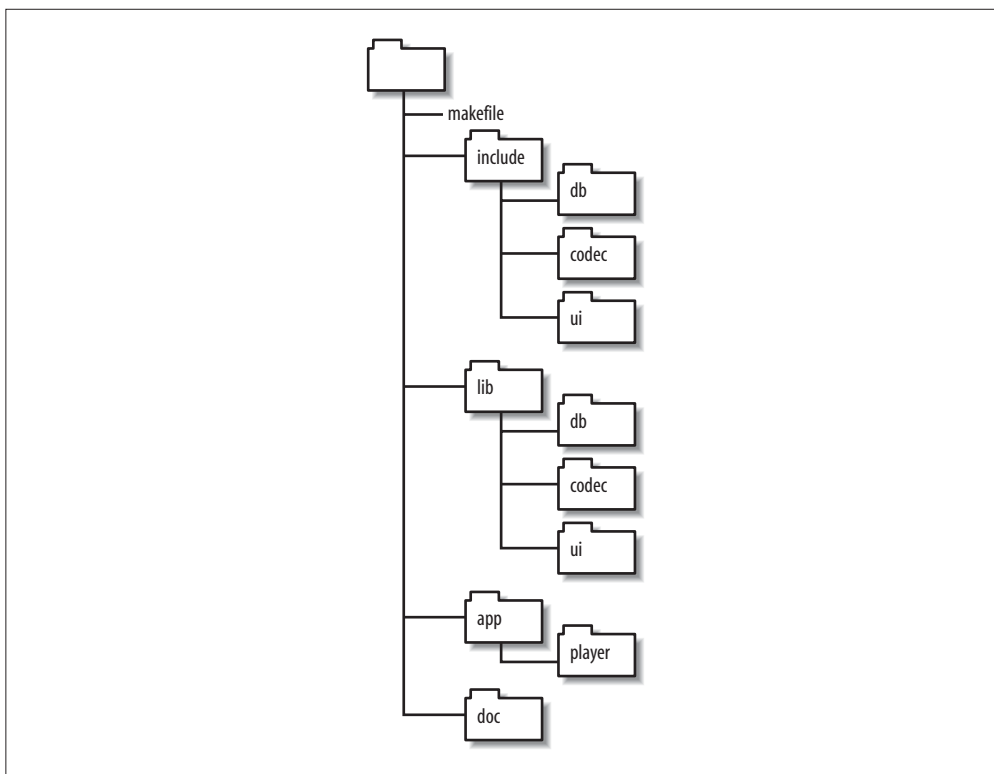 makefile
include
db
codec
ui
lib
db
codec
ui
app
player
doc